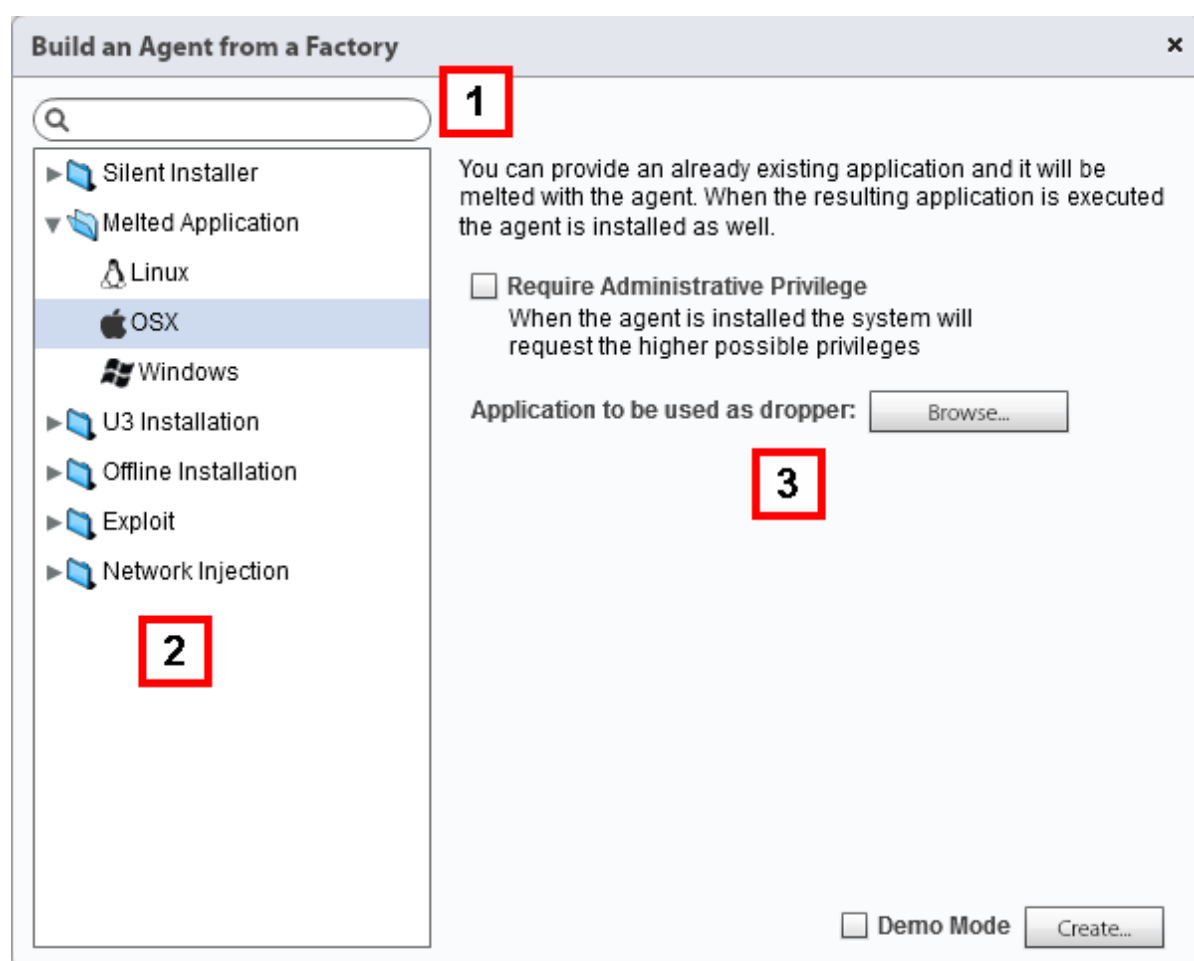 Build an Agent from a Factory
1
Silent Installer
Melted Application
Linux
OSX
Windows
U3 Installation
Offline Installation
Exploit
Network Injection
2
You can provide an already existing application and it will be
melted with the agent. When the resulting application is executed
the agent is installed as well.
Require Administrative Privilege
When the agent is installed the system will
request the higher possible privileges
Application to be used as dropper: Browse...
3
Demo Mode Create...